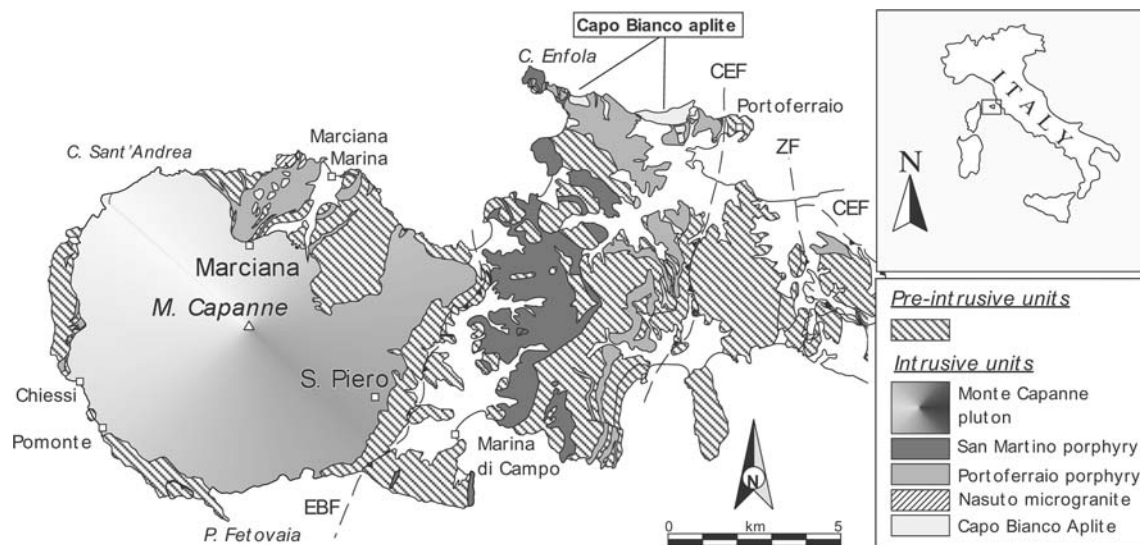 Capo Bianco aplite
C. Enfola
CEF
Portoferraio
Marciana
Marina
C. Sant'Andrea
ZF
CEF
Marciana
M. Capanne
S. Piero
Chiessi
Pomonte
Marina
di Campo
EBF
P. Fetovaia
N
0 km 5
ITALY
N
Pre-intrusive units
Intrusive units
Monte Capanne
pluton
San Martino porphyry
Portoferraio porphyry
Nasuto microgranite
Capo Bianco Aplite